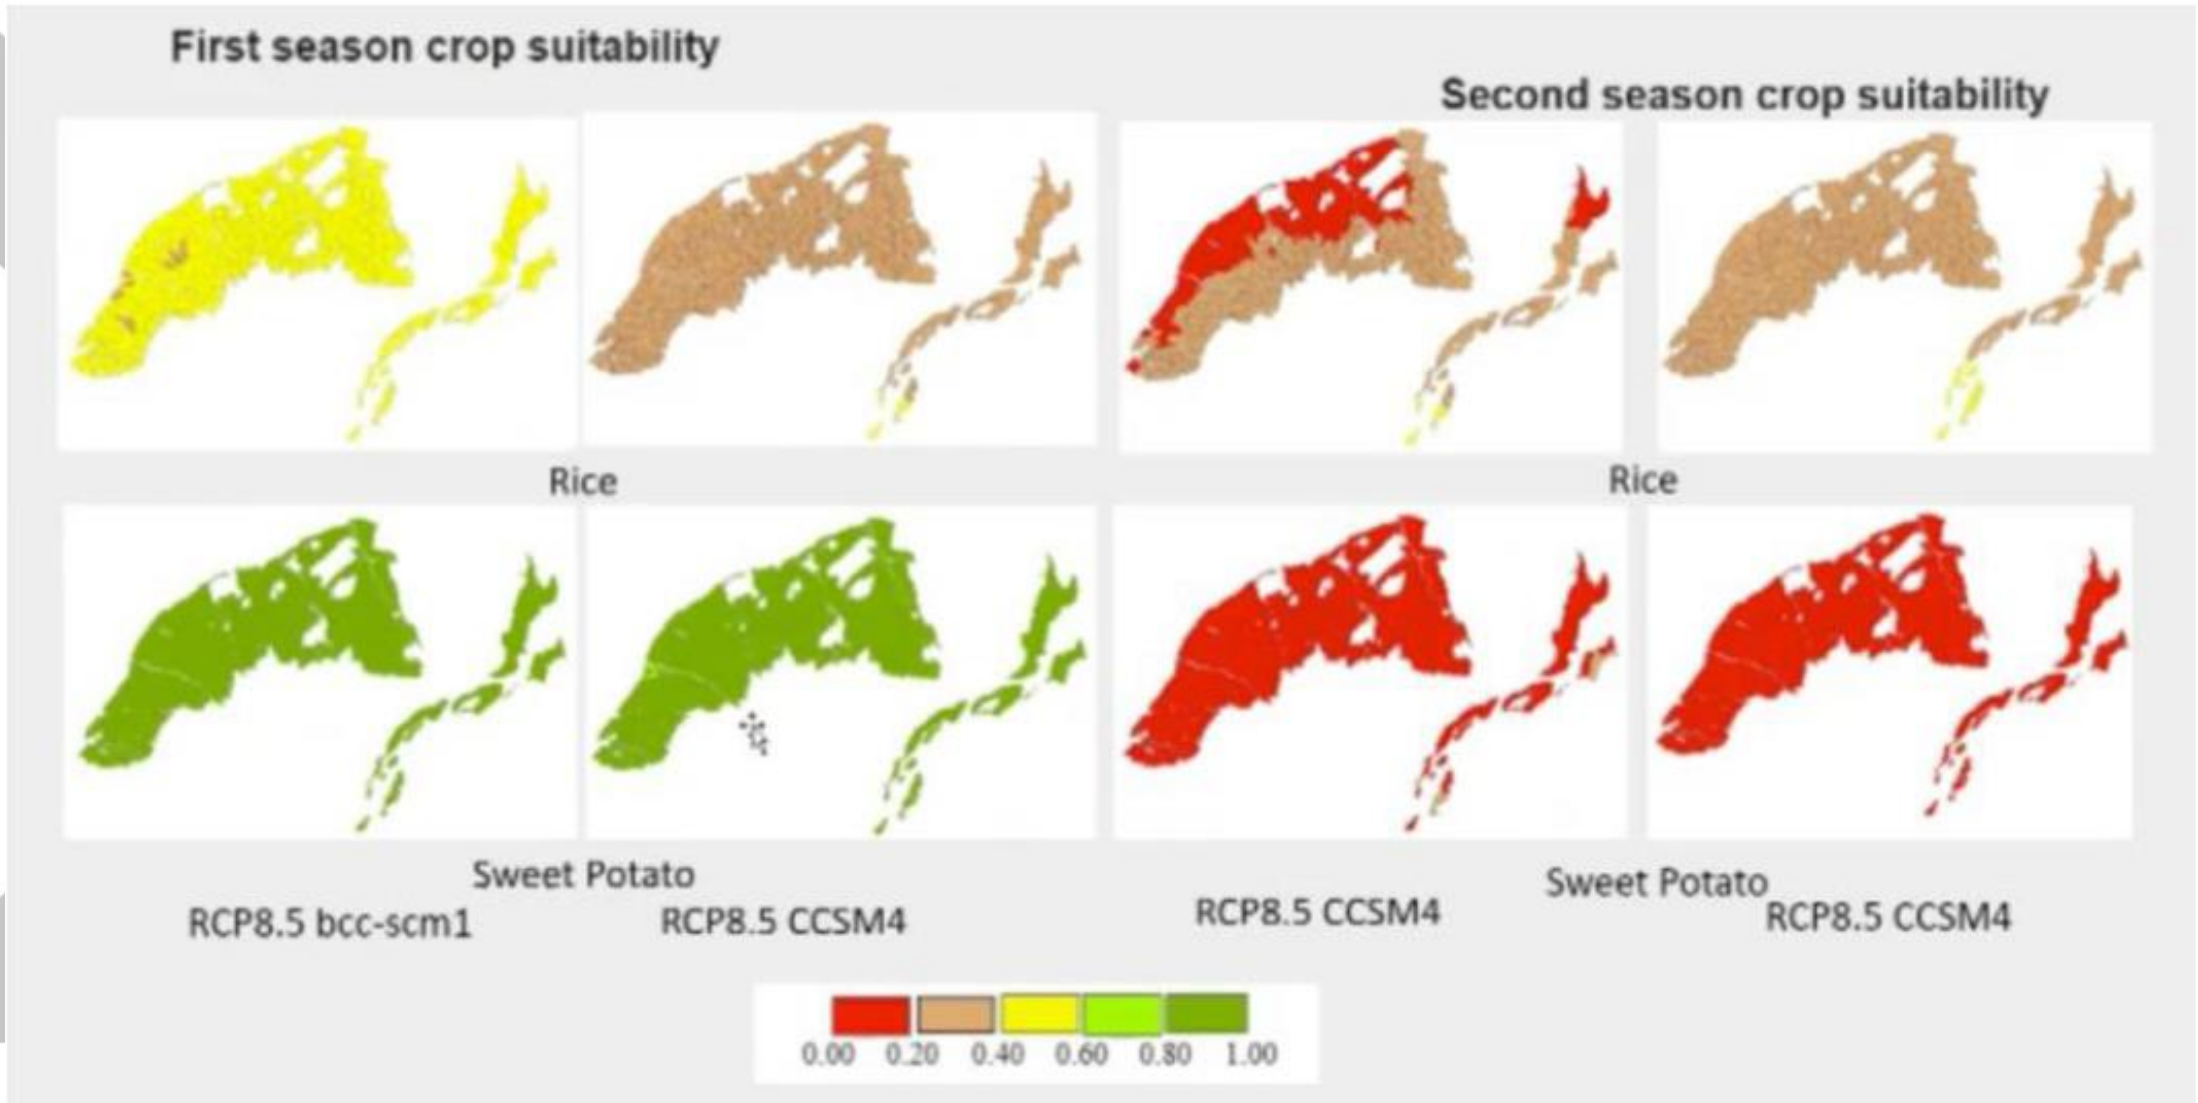 First season crop suitability
Second season crop suitability
Rice
Rice
Sweet Potato
Sweet Potato
RCP8.5 bcc-scm1
RCP8.5 CCSM4
RCP8.5 CCSM4
RCP8.5 CCSM4
0.00 0.20 0.40 0.60 0.80 1.00